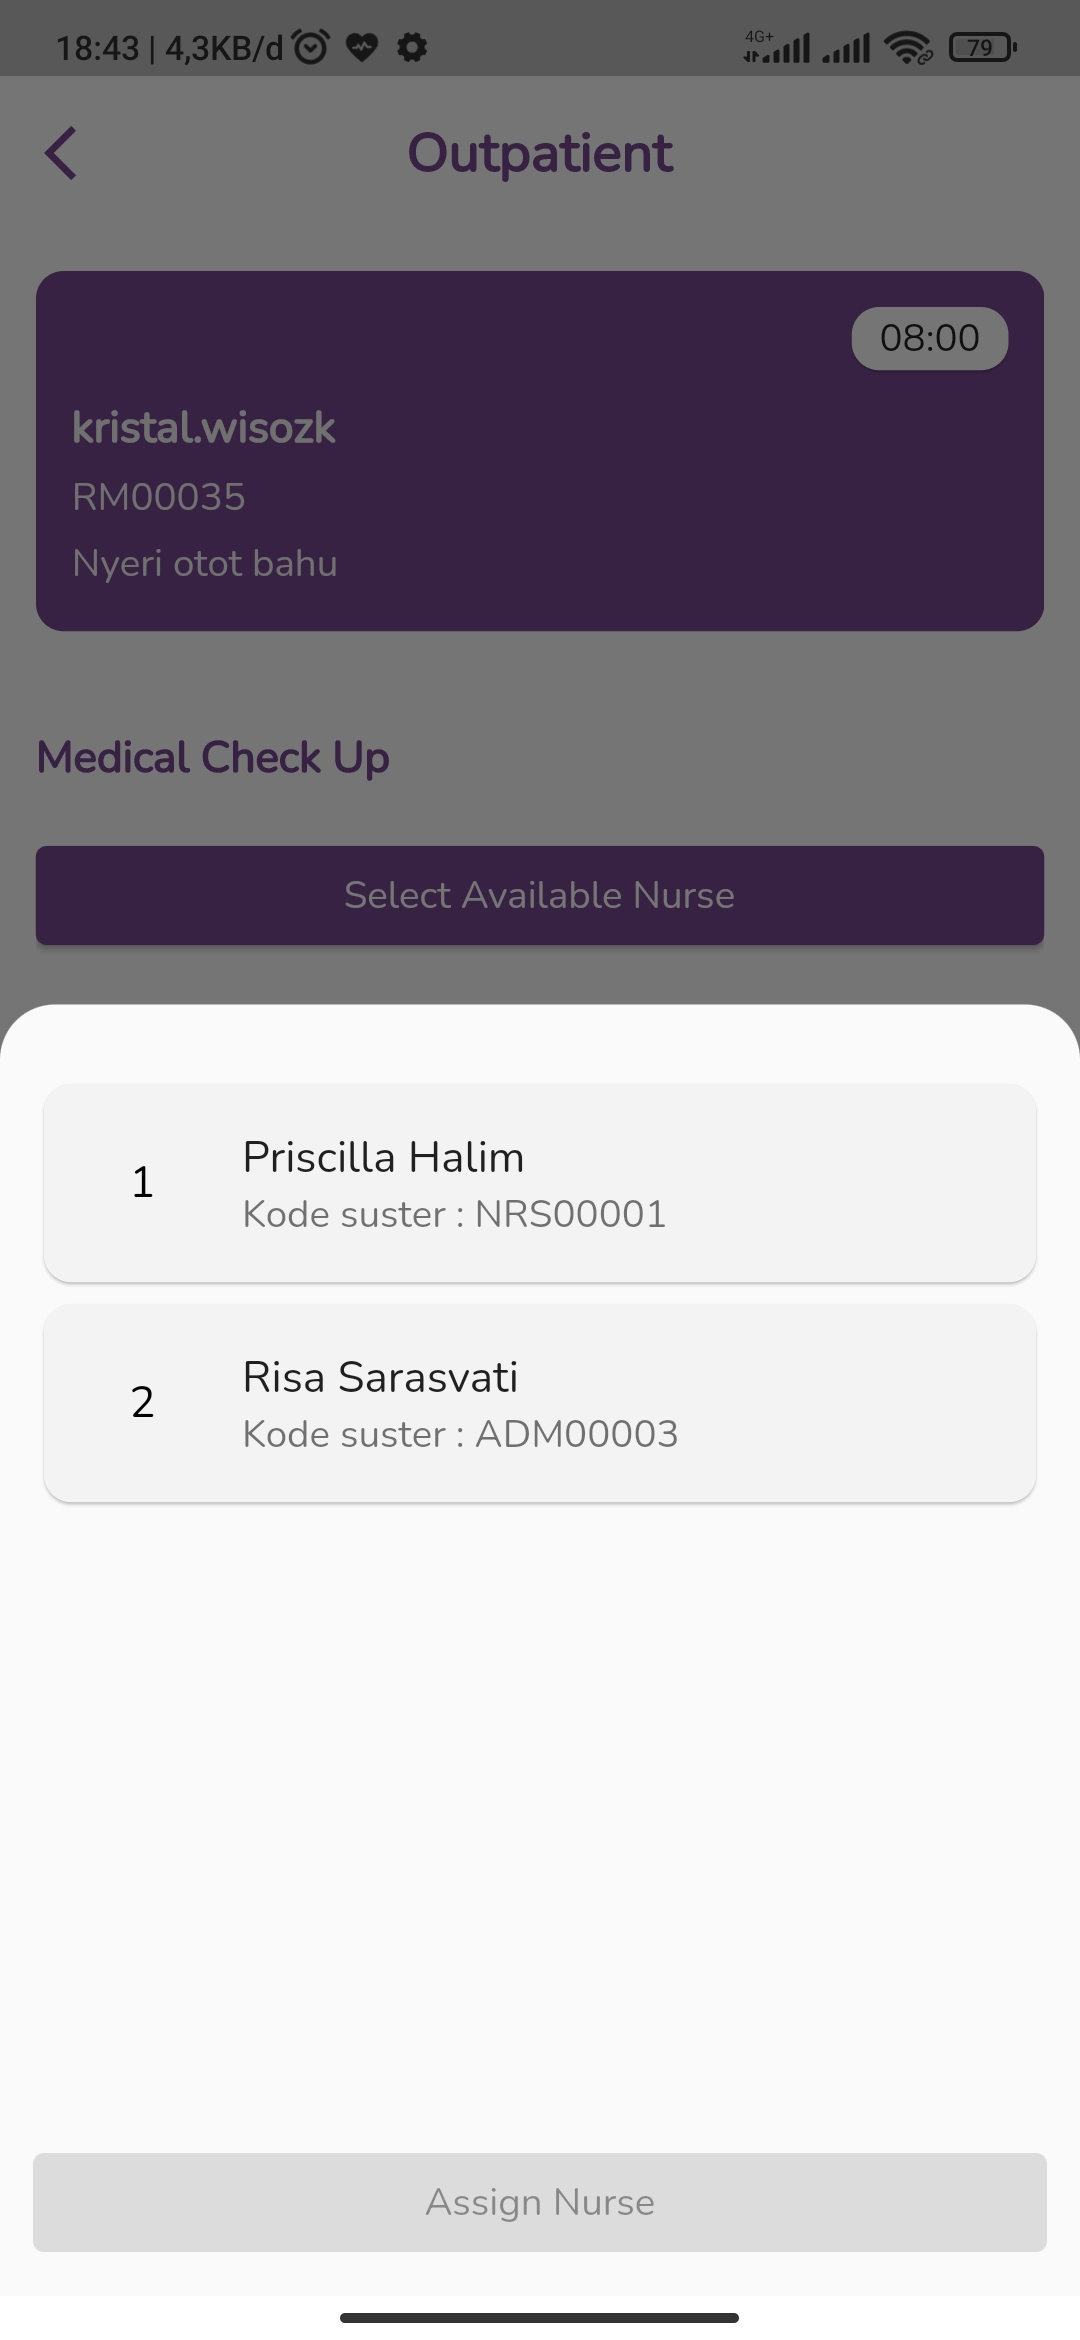 18:43 | 4,3KB/d
4G+
79
Outpatient
08:00
kristal.wisozk
RM00035
Nyeri otot bahu
Medical Check Up
Select Available Nurse
1
Priscilla Halim
Kode suster : NRS00001
2
Risa Sarasvati
Kode suster : ADM00003
Assign Nurse